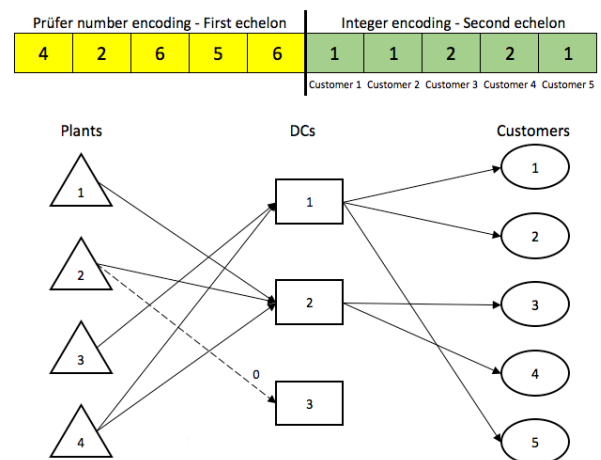 Prüfer number encoding - First echelon Integer encoding - Second echelon
4 2 6 5 6 1 1 2 2 1
Customer 1 Customer 2 Customer 3 Customer 4 Customer 5
Plants DCs Customers
1 1 1
2 2
2 3
3 0 4
3
4 5